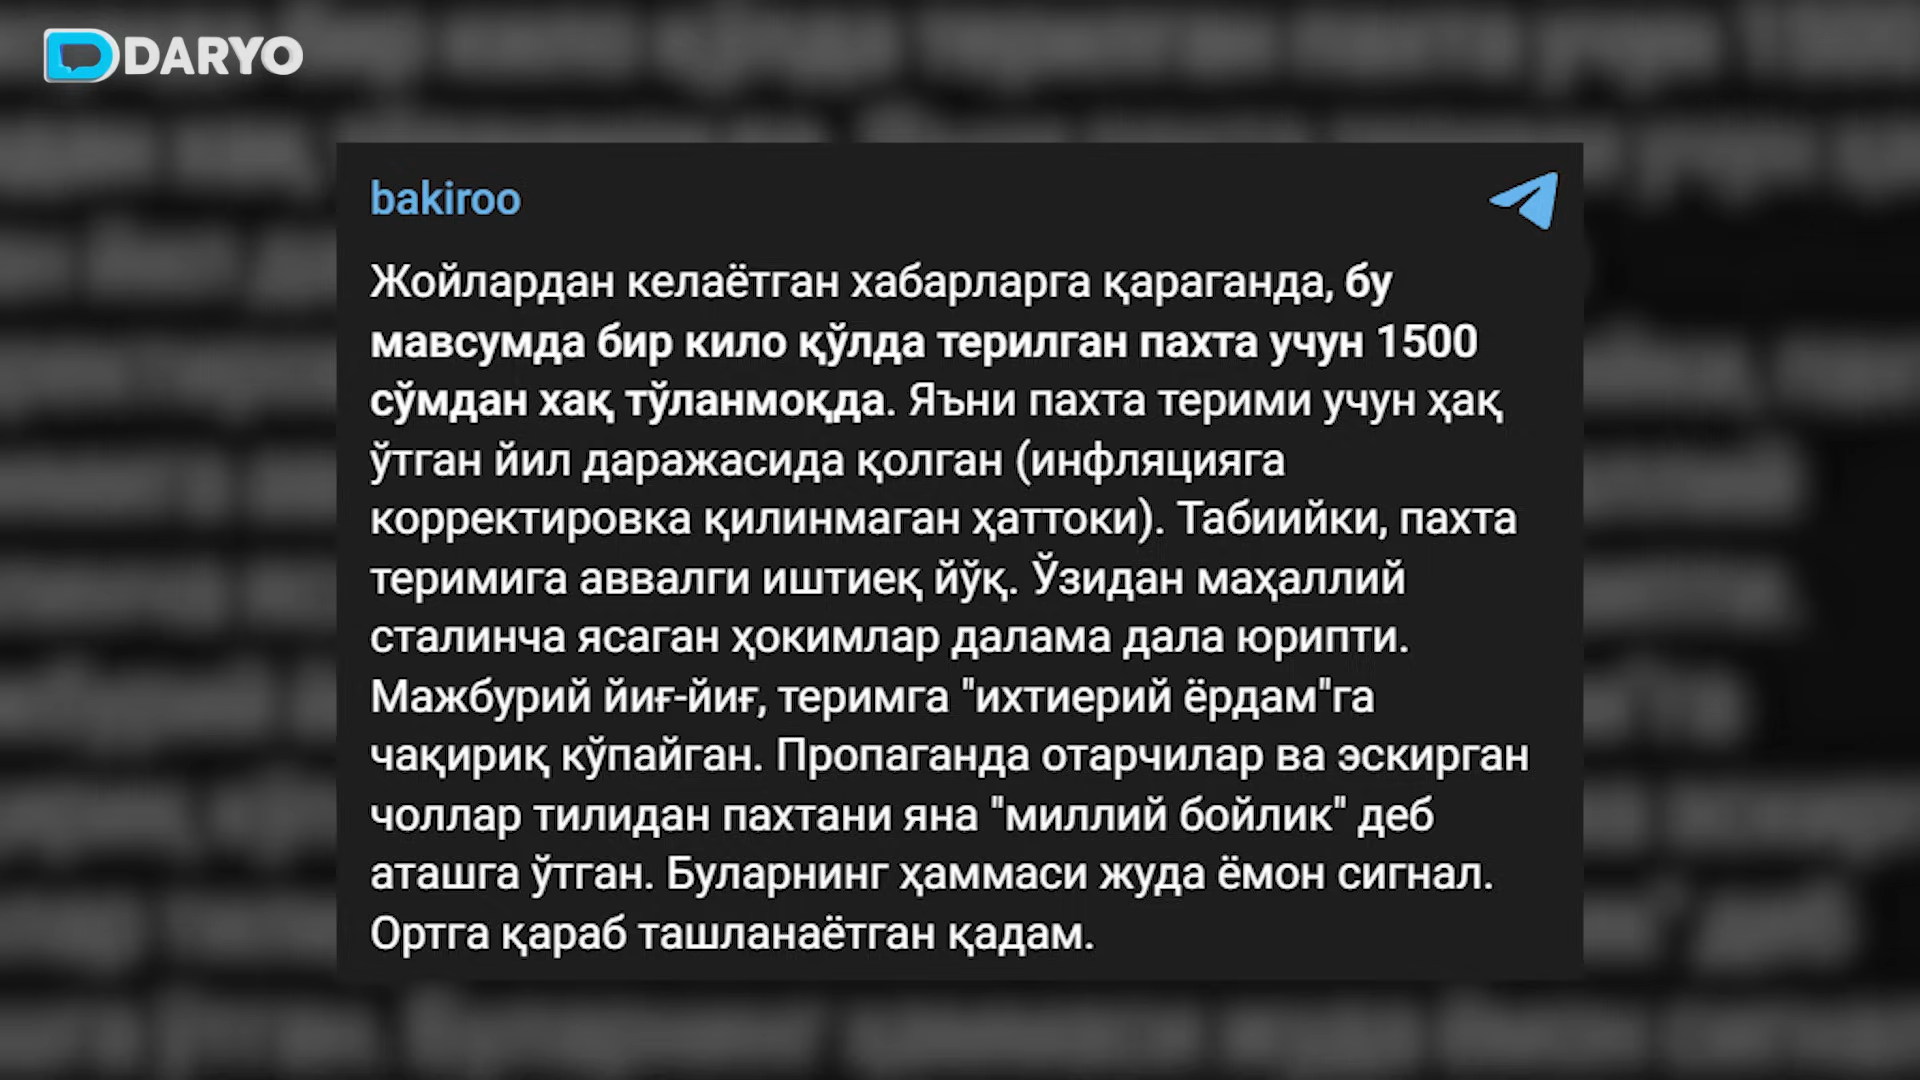 DARYO
bakiroo
Жойлардан келаётган хабарларга қараганда, бу
мавсумда бир кило қўлда терилган пахта учун 1500
сўмдан хақ тўланмоқда. Яъни пахта терими учун ҳақ
ўтган йил даражасида қолган (инфляцияга
корректировка қилинмаган ҳаттоки). Табиийки, пахта
теримига аввалги иштиеқ йўқ. Ўзидан маҳаллий
сталинча ясаган ҳокимлар далама дала юрипти.
Мажбурий йиғ-йиғ, теримга "ихтиерий ёрдам"га
чақириқ кўпайган. Пропаганда отарчилар ва эскирган
чоллар тилидан пахтани яна "миллий бойлик" деб
аташга ўтган. Буларнинг ҳаммаси жуда ёмон сигнал.
Ортга қараб ташланаётган қадам.